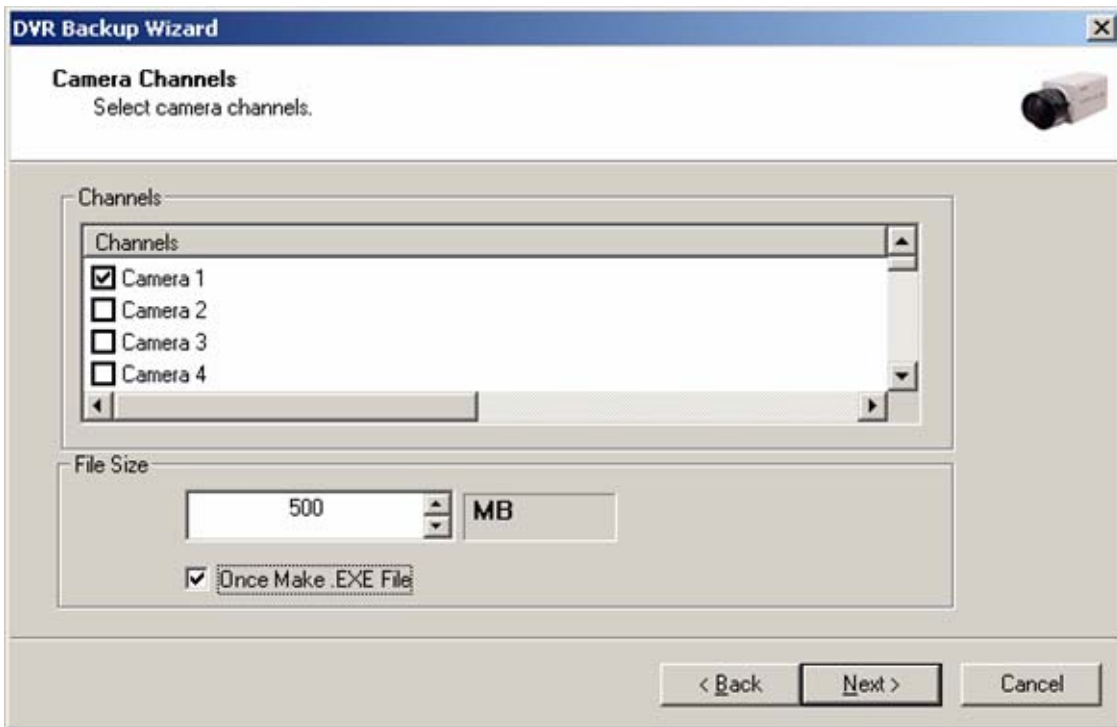 DVR Backup Wizard
Camera Channels
Select camera channels.
Channels
Channels
Camera 1
Camera 2
Camera 3
Camera 4
File Size
500 MB
Once Make .EXE File
< Back Next > Cancel